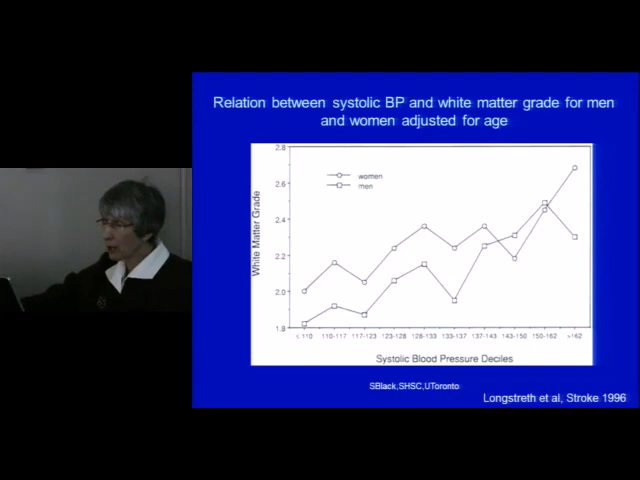 Relation between systolic BP and white matter grade for men
and women adjusted for age
2.8
2.6
2.4
2.2
2.0
1.8
White Matter Grade
women
men
< 110 110-117 117-123 123-128 128-133 133-137 137-143 143-150 150-162 >162
Systolic Blood Pressure Deciles
SBlack,SHSC,UToronto
Longstreth et al, Stroke 1996